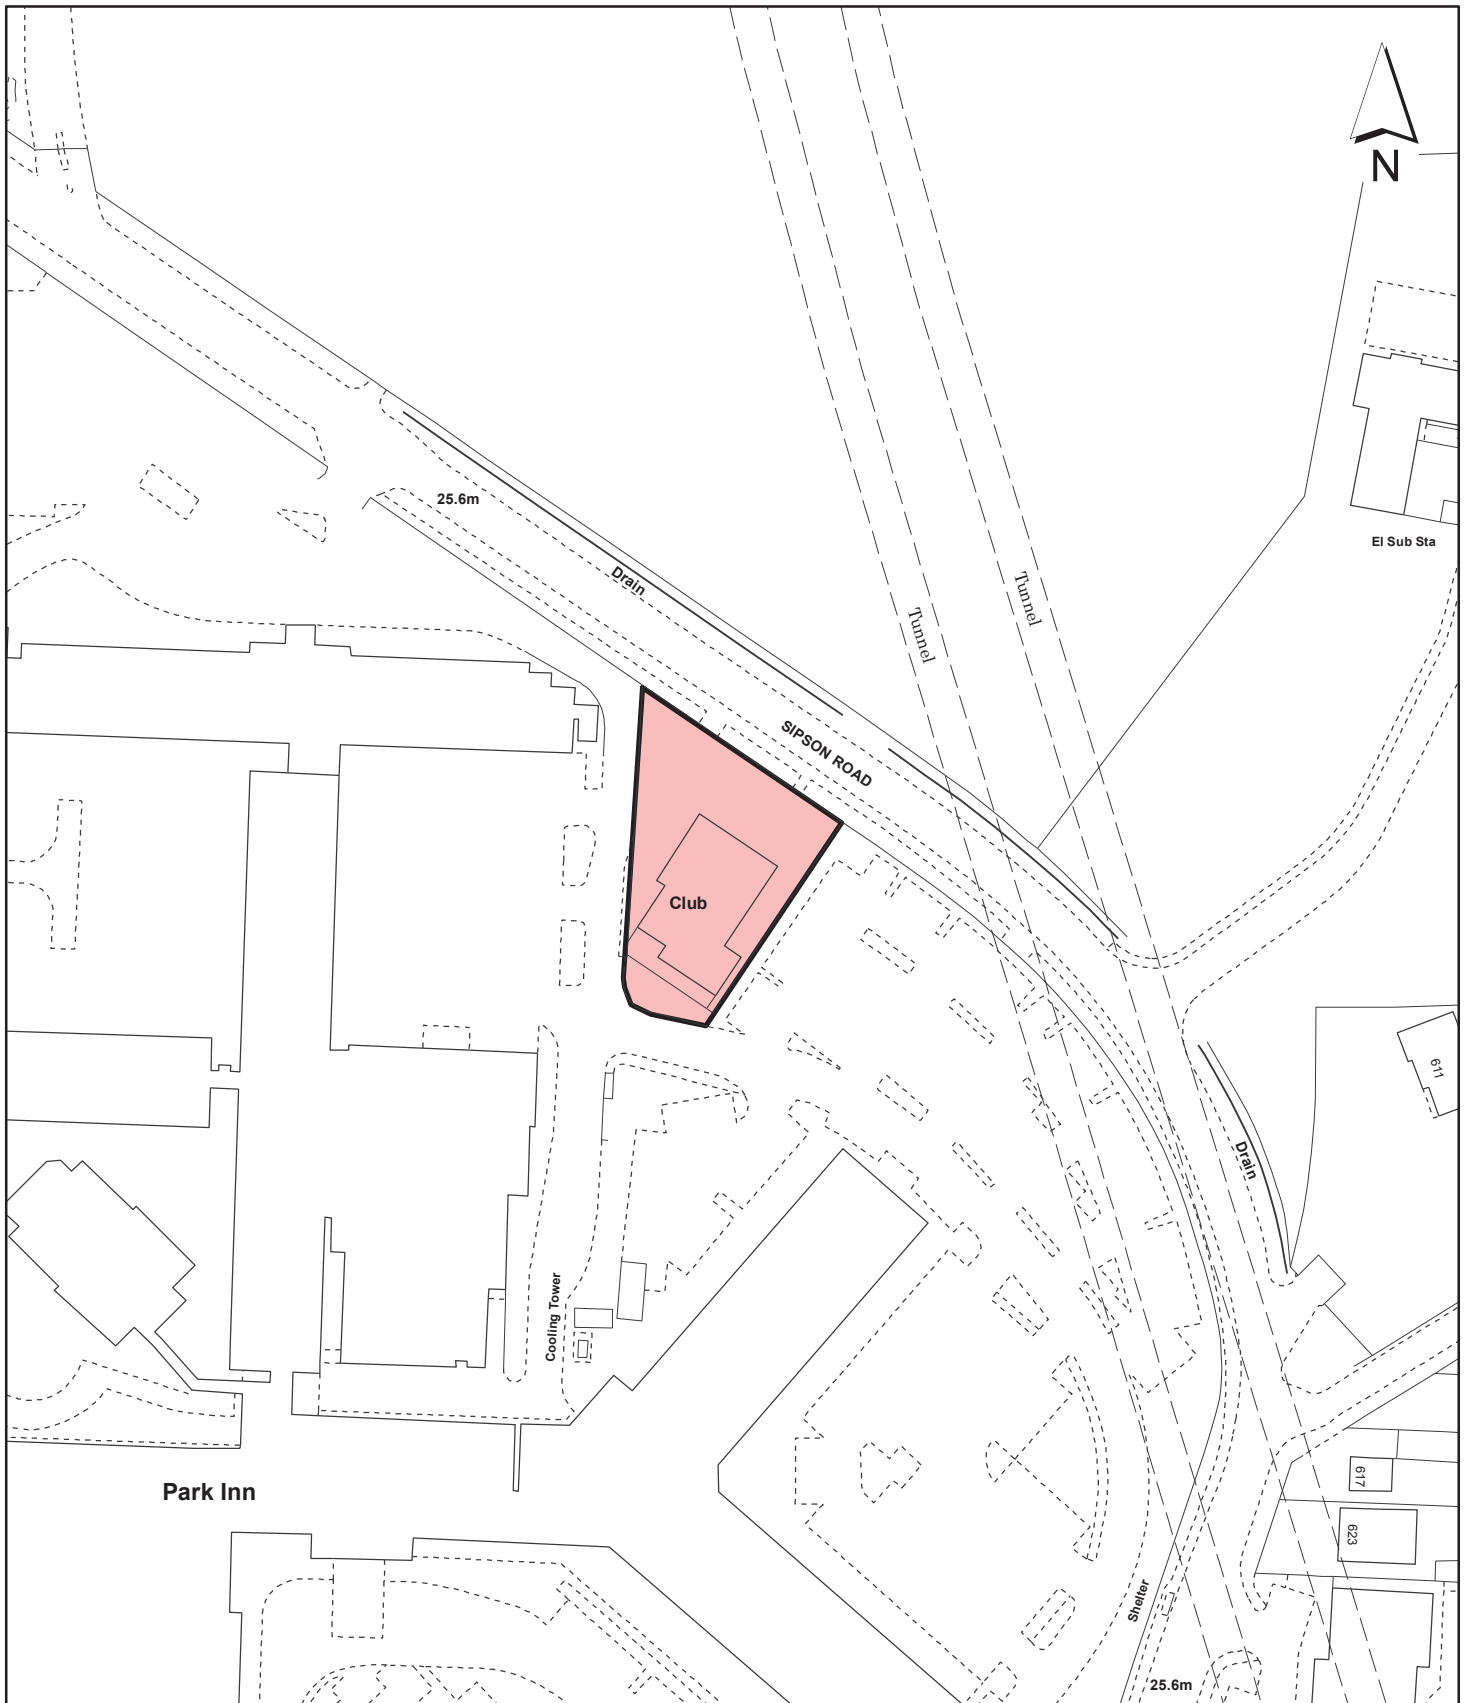 N
25.6m
El Sub Sta
Drain
Tunnel
Tunnel
SIPSON ROAD
Club
611
Drain
Cooling Tower
Park Inn
617
623
Shelter
25.6m